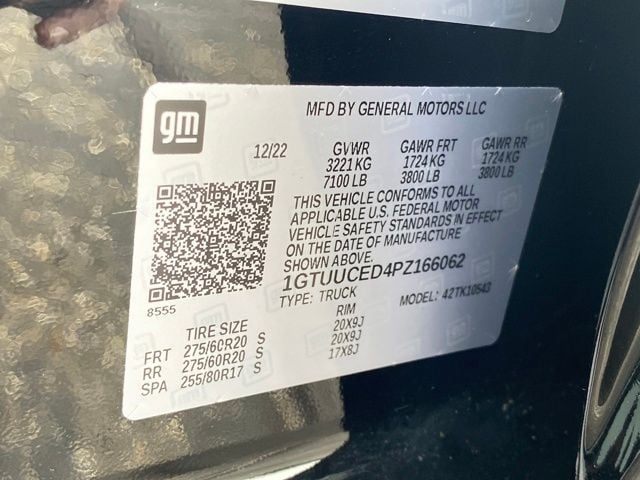 gm
MFD BY GENERAL MOTORS LLC
12/22 GVWR GAWR FRT GAWR RR
3221 KG 1724 KG 1724 KG
7100 LB 3800 LB 3800 LB
THIS VEHICLE CONFORMS TO ALL
APPLICABLE U.S. FEDERAL MOTOR
VEHICLE SAFETY STANDARDS IN EFFECT
ON THE DATE OF MANUFACTURE
SHOWN ABOVE.
1GTUUCED4PZ166062
8555
TYPE: TRUCK MODEL: 42TK10543
TIRE SIZE RIM
FRT 275/60R20 S 20X9J
RR 275/60R20 S 20X9J
SPA 255/80R17 S 17X8J